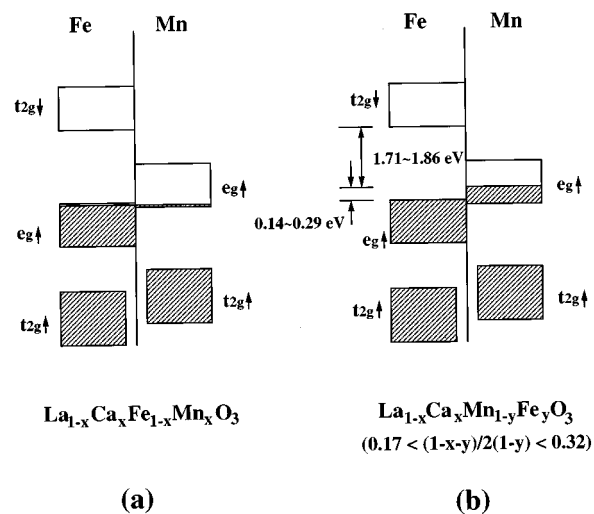 Fe Mn
t2g↓
eg↑
eg↑
t2g↑
t2g↑
La1-xCaxFe1-xMnxO3
(a)
Fe Mn
t2g↓
1.71~1.86 eV
eg↑
0.14~0.29 eV
eg↑
t2g↑
t2g↑
La1-xCaxMn1-yFeyO3
(0.17 < (1-x-y)/2(1-y) < 0.32)
(b)